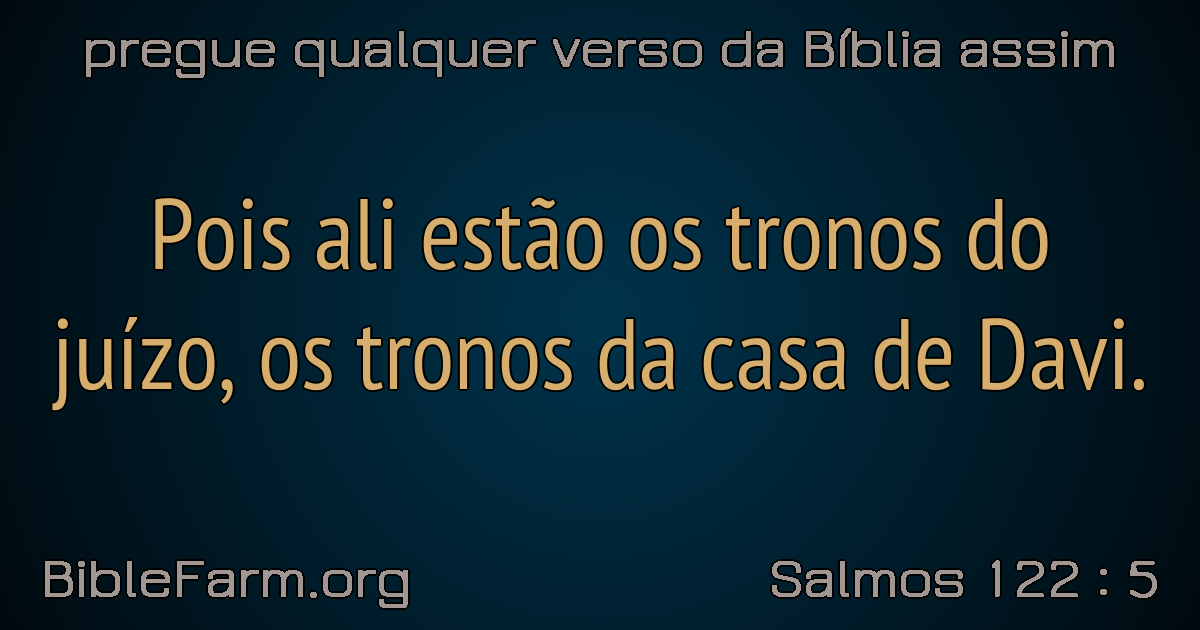 pregue qualquer verso da Bíblia assim
Pois ali estão os tronos do
juízo, os tronos da casa de Davi.
BibleFarm.org
Salmos 122 : 5